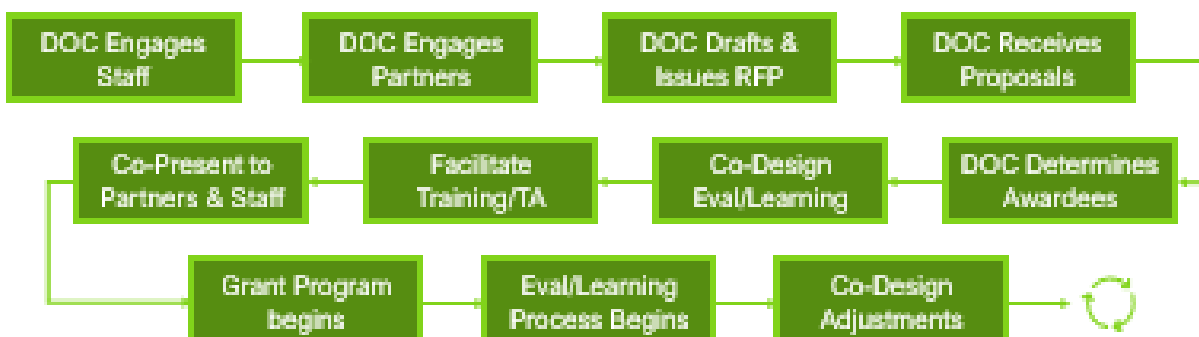 DOC Engages
Staff
DOC Engages
Partners
DOC Drafts &
Issues RFP
DOC Receives
Proposals
DOC Determines
Awardees
Co-Design
Eval/Learning
Facilitate
Training/TA
Co-Present to
Partners & Staff
Grant Program
begins
Eval/Learning
Process Begins
Co-Design
Adjustments